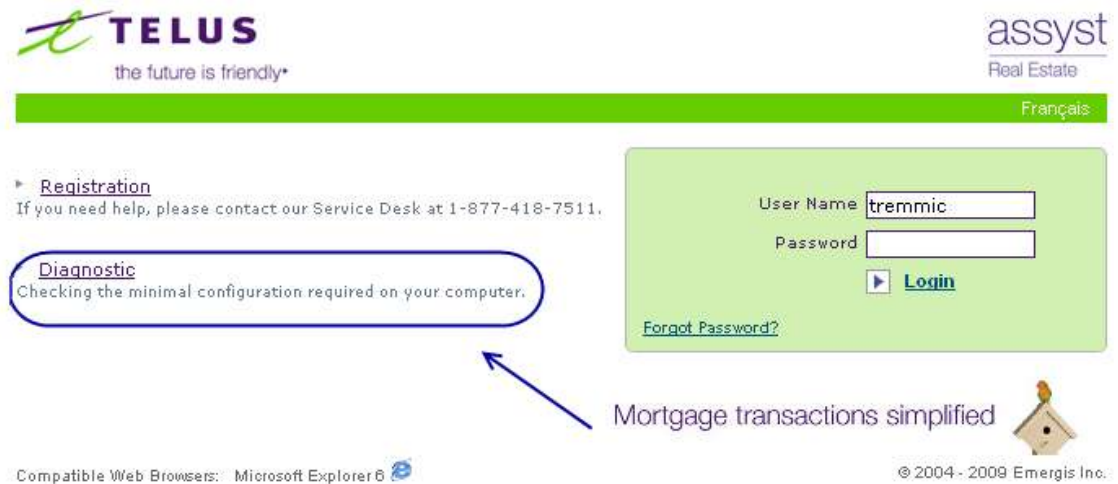 TELUS
the future is friendly•
assyst
Real Estate
Français
Registration
If you need help, please contact our Service Desk at 1-877-418-7511.
Diagnostic
Checking the minimal configuration required on your computer.
User Name tremmic
Password
Login
Forgot Password?
Mortgage transactions simplified
Compatible Web Browsers: Microsoft Explorer 6
© 2004 - 2009 Emergis Inc.